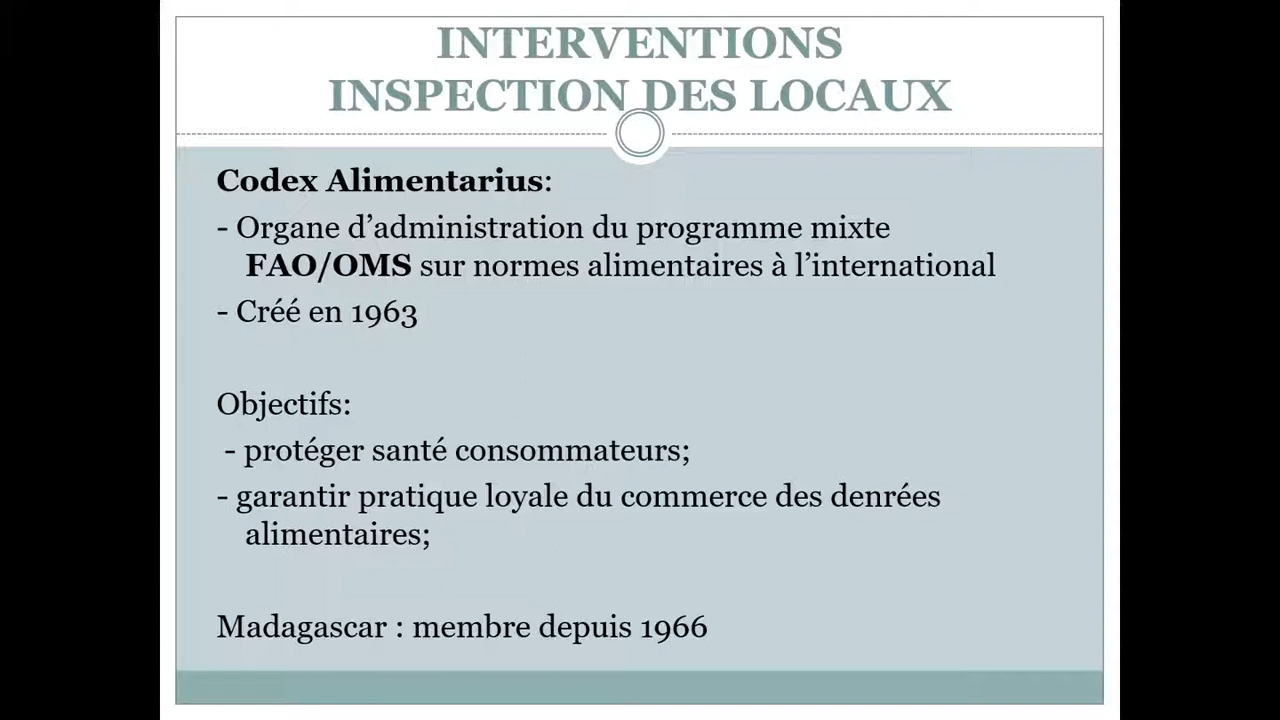 INTERVENTIONS
INSPECTION DES LOCAUX
Codex Alimentarius:
- Organe d’administration du programme mixte
FAO/OMS sur normes alimentaires à l’international
- Créé en 1963
Objectifs:
- protéger santé consommateurs;
- garantir pratique loyale du commerce des denrées
alimentaires;
Madagascar : membre depuis 1966